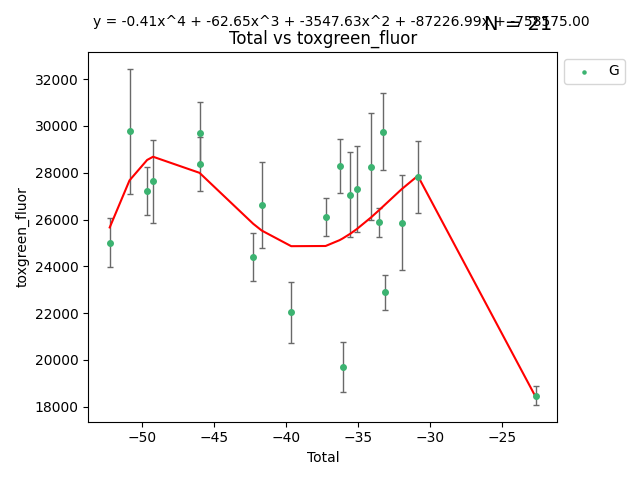 y = -0.41x^4 + -62.65x^3 + -3547.63x^2 + -87226.99x + -758575.00
N = 21
Total vs toxgreen_fluor
G
toxgreen_fluor
32000
30000
28000
26000
24000
22000
20000
18000
−50
−45
−40
−35
−30
−25
Total